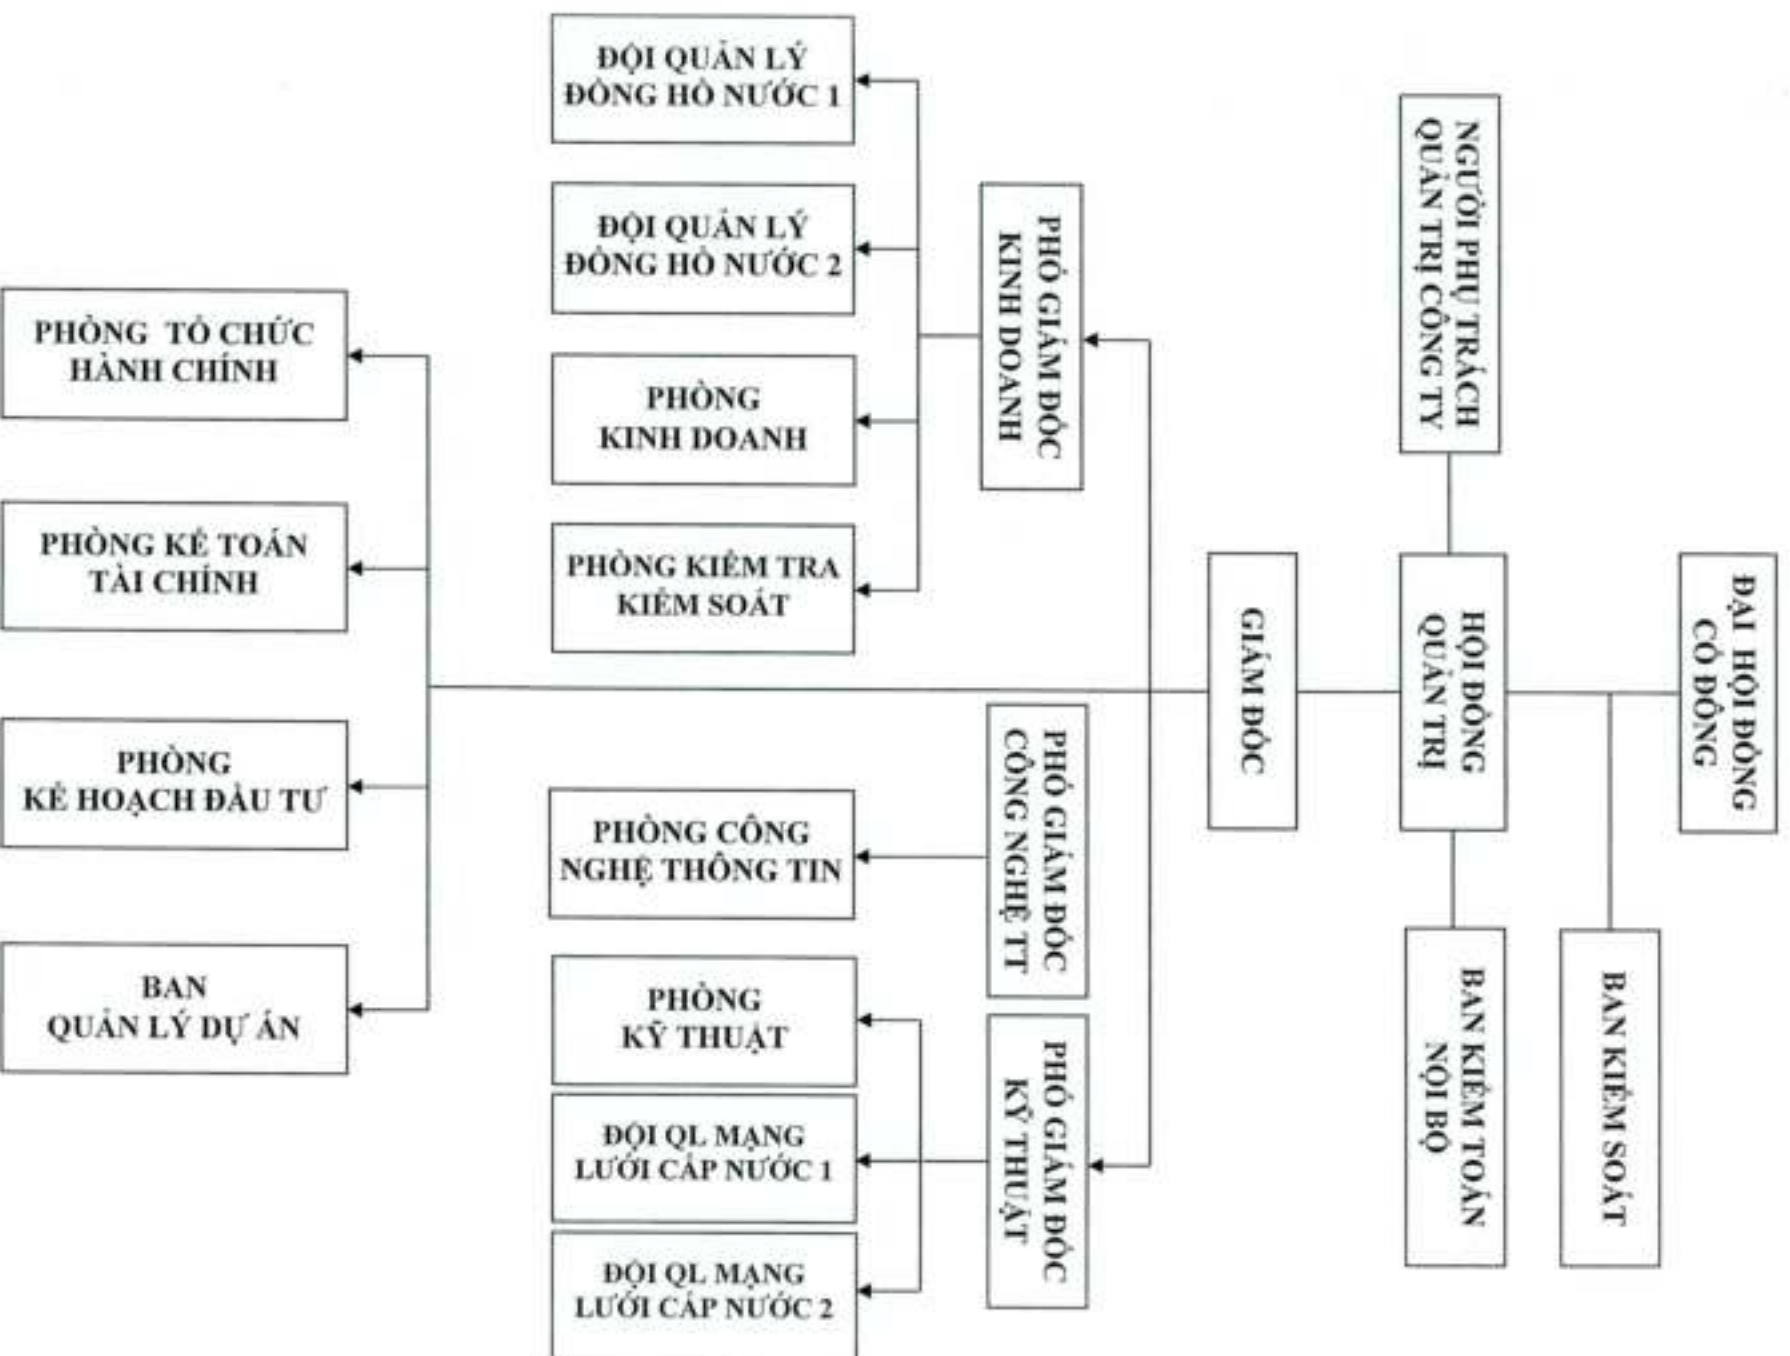 ĐẠI HỘI ĐỒNG
CỔ ĐÔNG
BAN KIỂM SOÁT
NGƯỜI PHỤ TRÁCH
QUẢN TRỊ CÔNG TY
HỘI ĐỒNG
QUẢN TRỊ
BAN KIỂM TOÁN
NỘI BỘ
GIÁM ĐỐC
PHÓ GIÁM ĐỐC
KINH DOANH
PHÓ GIÁM ĐỐC
CÔNG NGHỆ TT
PHÓ GIÁM ĐỐC
KỸ THUẬT
ĐỘI QUẢN LÝ
ĐỒNG HỒ NƯỚC 1
ĐỘI QUẢN LÝ
ĐỒNG HỒ NƯỚC 2
PHÒNG
KINH DOANH
PHÒNG KIỂM TRA
KIỂM SOÁT
PHÒNG CÔNG
NGHỆ THÔNG TIN
PHÒNG
KỸ THUẬT
ĐỘI QL MẠNG
LƯỚI CẤP NƯỚC 1
ĐỘI QL MẠNG
LƯỚI CẤP NƯỚC 2
PHÒNG TỔ CHỨC
HÀNH CHÍNH
PHÒNG KẾ TOÁN
TÀI CHÍNH
PHÒNG
KẾ HOẠCH ĐẦU TƯ
BAN
QUẢN LÝ DỰ ÁN